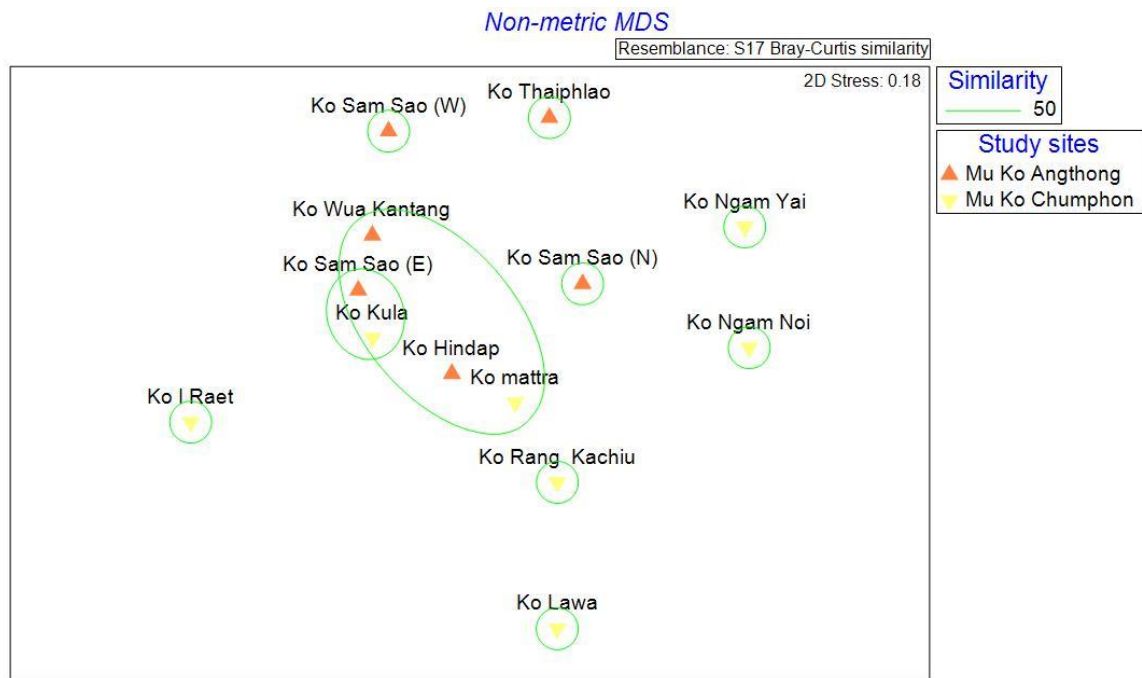 Non-metric MDS
Resemblance: S17 Bray-Curtis similarity
2D Stress: 0.18
Similarity
50
Study sites
Mu Ko Angthong
Mu Ko Chumphon
Ko Thaiphlao
Ko Sam Sao (W)
Ko Ngam Yai
Ko Wua Kantang
Ko Sam Sao (N)
Ko Sam Sao (E)
Ko Kula
Ko Ngam Noi
Ko Hindap
Ko mattra
Ko I Raet
Ko Rang Kachiu
Ko Lawa